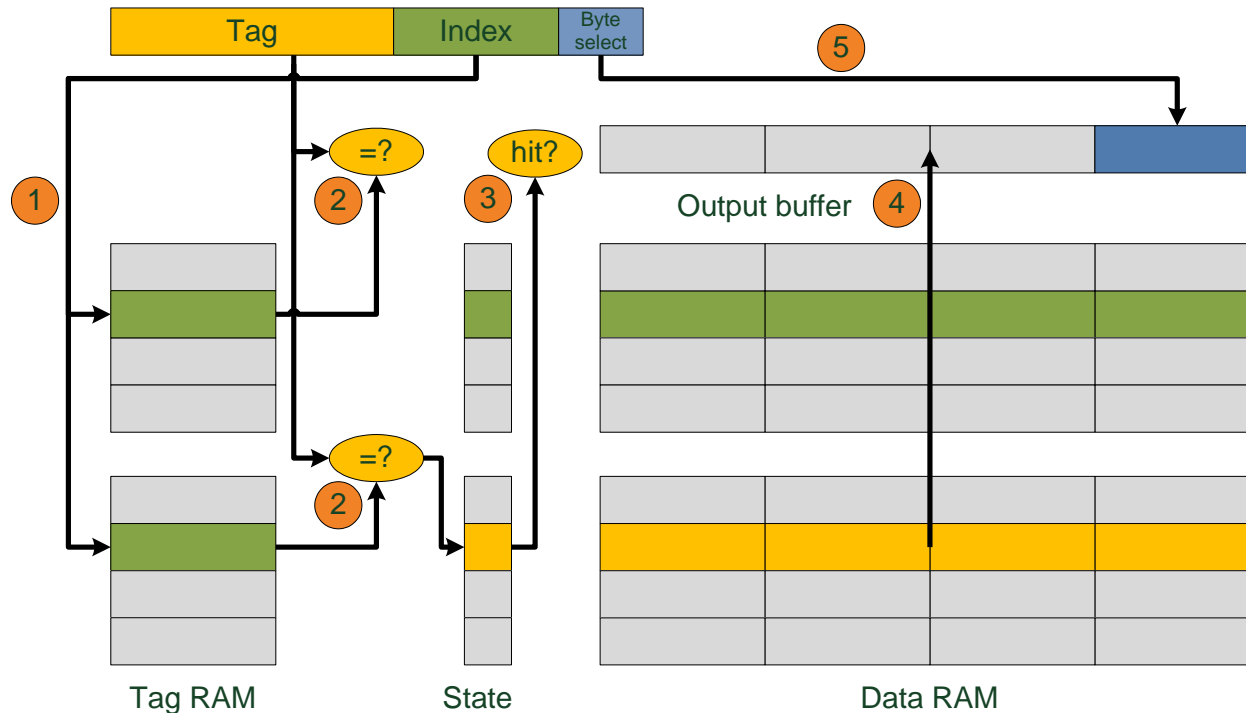 Tag
Index
Byte
select
5
=?
hit?
1
2
3
Output buffer
4
=?
2
Tag RAM
State
Data RAM